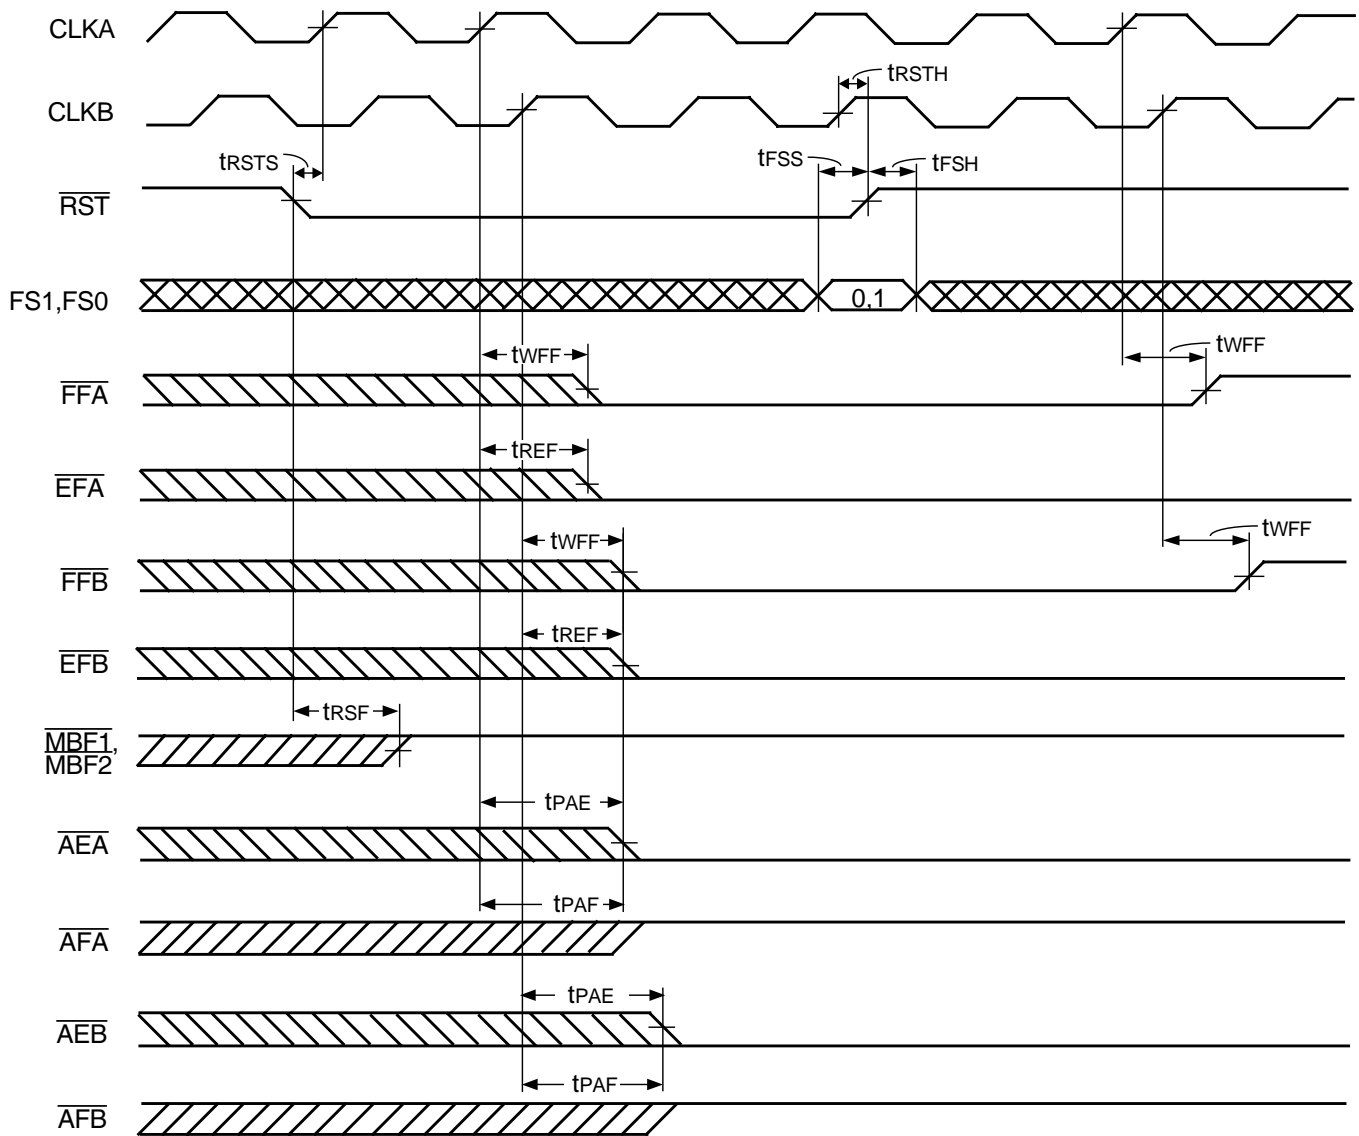 CLKA
tRSTH
CLKB
tRSTS
tFSS
tFSH
RST
FS1,FS0
0,1
tWFF
tWFF
FFA
tREF
EFA
tWFF
tWFF
FFB
tREF
EFB
tRSF
MBF1,
MBF2
tPAE
AEA
tPAF
AFA
tPAE
AEB
tPAF
AFB